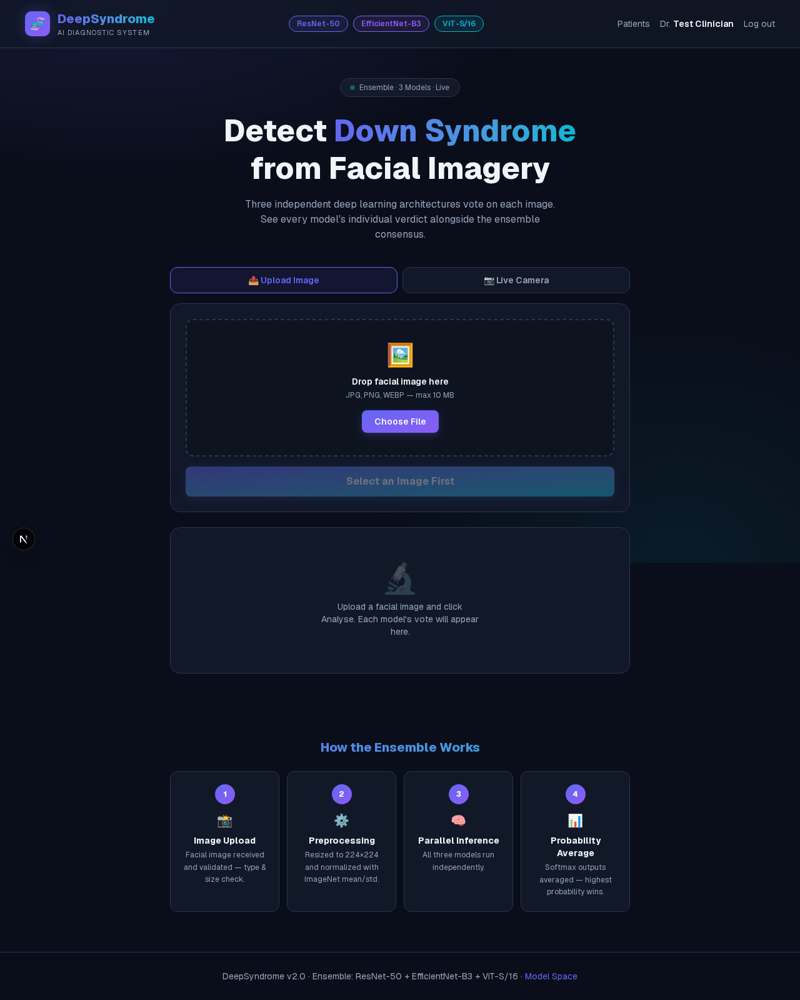 DeepSyndrome
AI DIAGNOSTIC SYSTEM
ResNet-50
EfficientNet-B3
ViT-S/16
Patients
Dr. Test Clinician
Log out
Ensemble · 3 Models · Live
Detect Down Syndrome
from Facial Imagery
Three independent deep learning architectures vote on each image.
See every model's individual verdict alongside the ensemble
consensus.
Upload Image
Live Camera
Drop facial image here
JPG, PNG, WEBP — max 10 MB
Choose File
Select an Image First
N
Upload a facial image and click
Analyse. Each model's vote will appear
here.
How the Ensemble Works
1
Image Upload
Facial image received
and validated — type &
size check.
2
Preprocessing
Resized to 224×224
and normalized with
ImageNet mean/std.
3
Parallel Inference
All three models run
independently.
4
Probability
Average
Softmax outputs
averaged — highest
probability wins.
DeepSyndrome v2.0 · Ensemble: ResNet-50 + EfficientNet-B3 + ViT-S/16 · Model Space